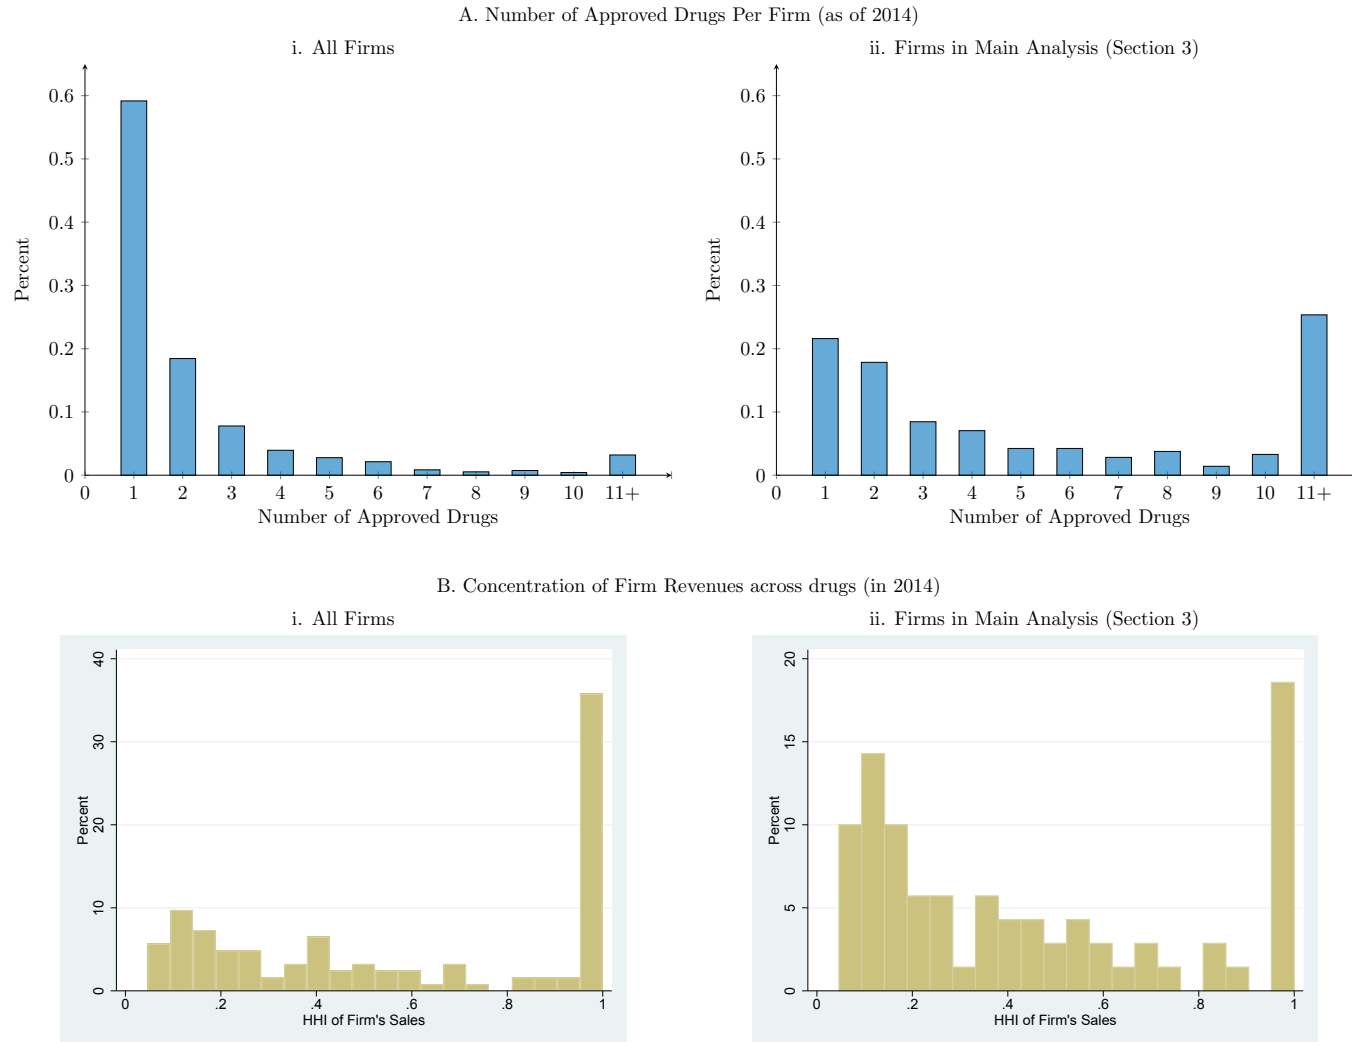 A. Number of Approved Drugs Per Firm (as of 2014)
i. All Firms
Percent
0.6
0.5
0.4
0.3
0.2
0.1
0
0 1 2 3 4 5 6 7 8 9 10 11+
Number of Approved Drugs
ii. Firms in Main Analysis (Section 3)
Percent
0.6
0.5
0.4
0.3
0.2
0.1
0
0 1 2 3 4 5 6 7 8 9 10 11+
Number of Approved Drugs
B. Concentration of Firm Revenues across drugs (in 2014)
i. All Firms
Percent
40
30
20
10
0
0 .2 .4 .6 .8 1
HHI of Firm's Sales
ii. Firms in Main Analysis (Section 3)
Percent
20
15
10
5
0
0 .2 .4 .6 .8 1
HHI of Firm's Sales